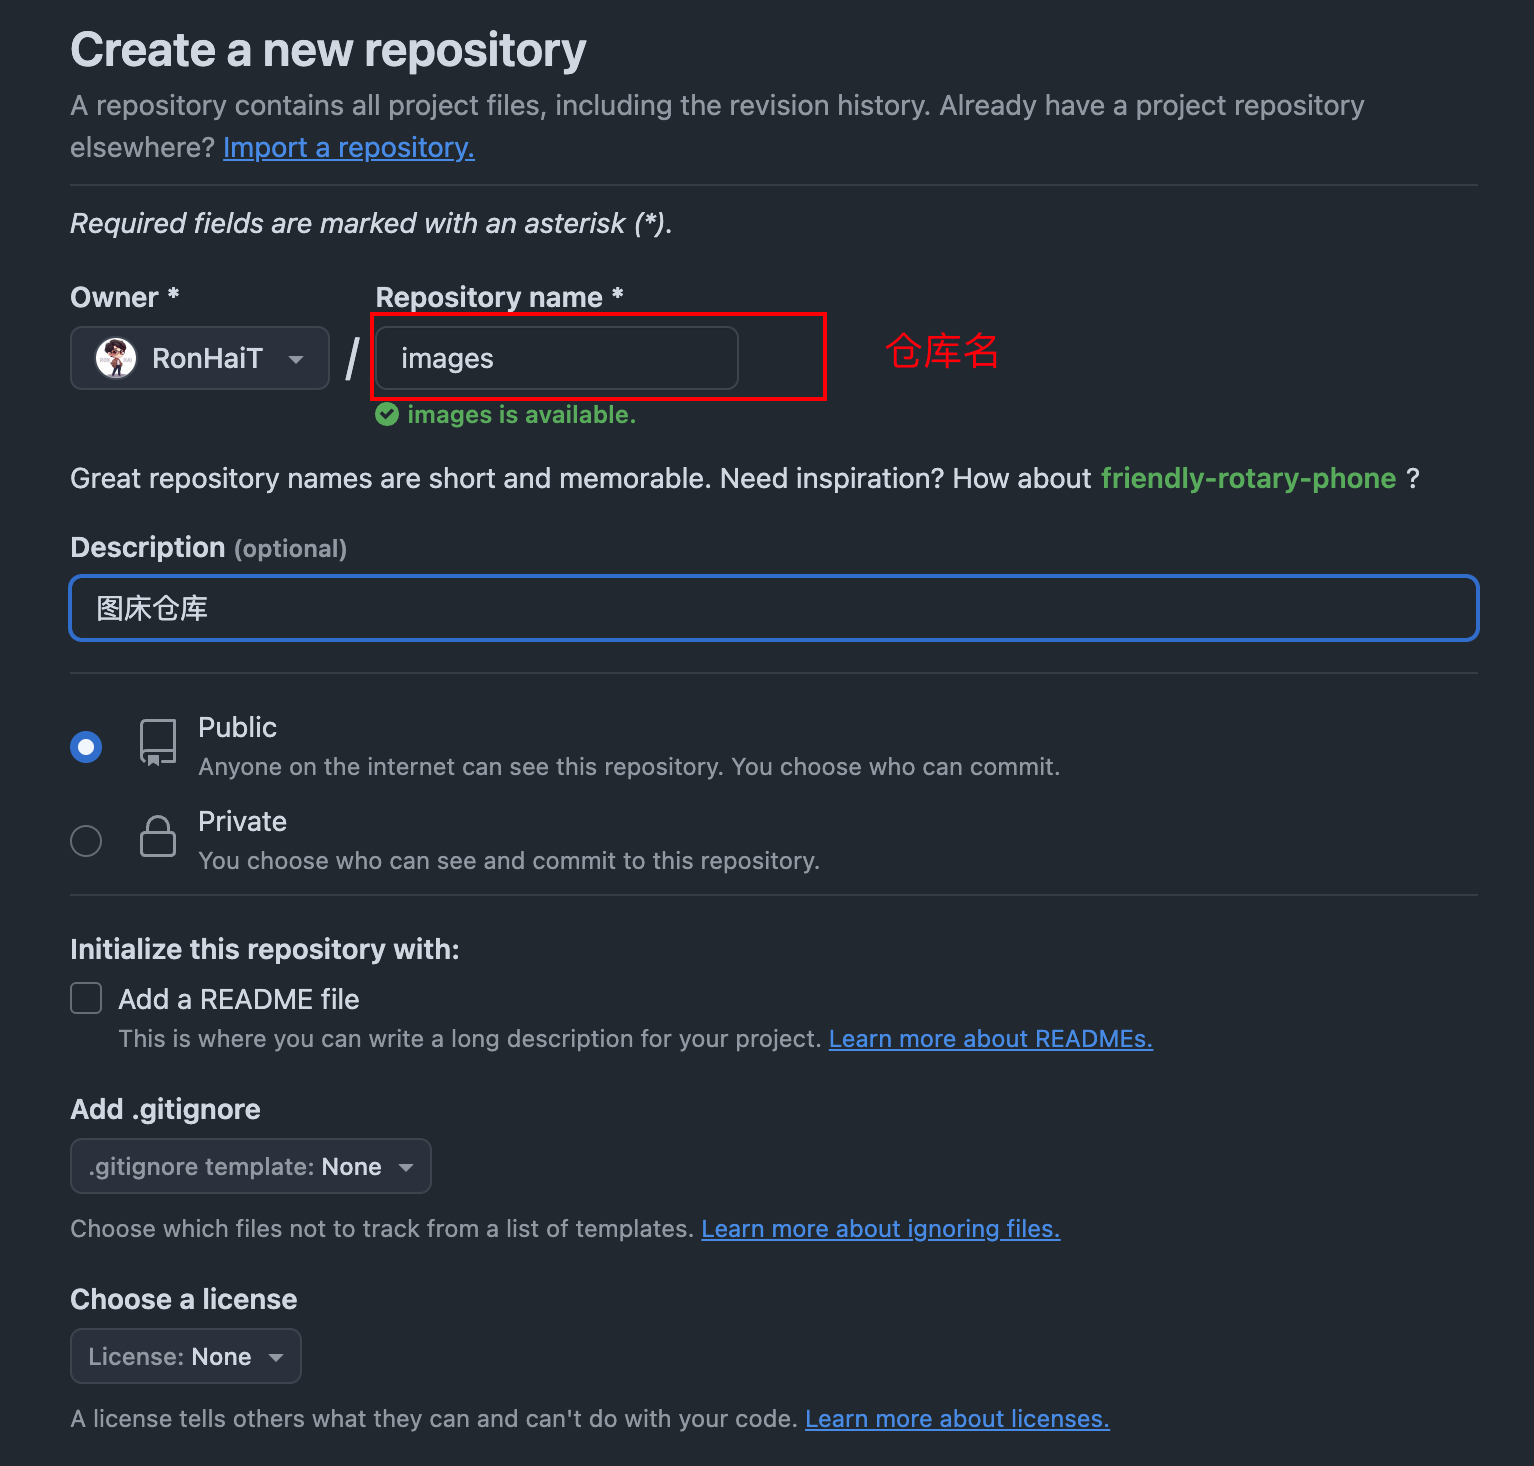 Create a new repository
A repository contains all project files, including the revision history. Already have a project repository
elsewhere? Import a repository.
Required fields are marked with an asterisk (*).
Owner *
Repository name *
RonHaiT
/
images
仓库名
images is available.
Great repository names are short and memorable. Need inspiration? How about friendly-rotary-phone ?
Description (optional)
图床仓库
Public
Anyone on the internet can see this repository. You choose who can commit.
Private
You choose who can see and commit to this repository.
Initialize this repository with:
Add a README file
This is where you can write a long description for your project. Learn more about READMEs.
Add .gitignore
.gitignore template: None
Choose which files not to track from a list of templates. Learn more about ignoring files.
Choose a license
License: None
A license tells others what they can and can't do with your code. Learn more about licenses.